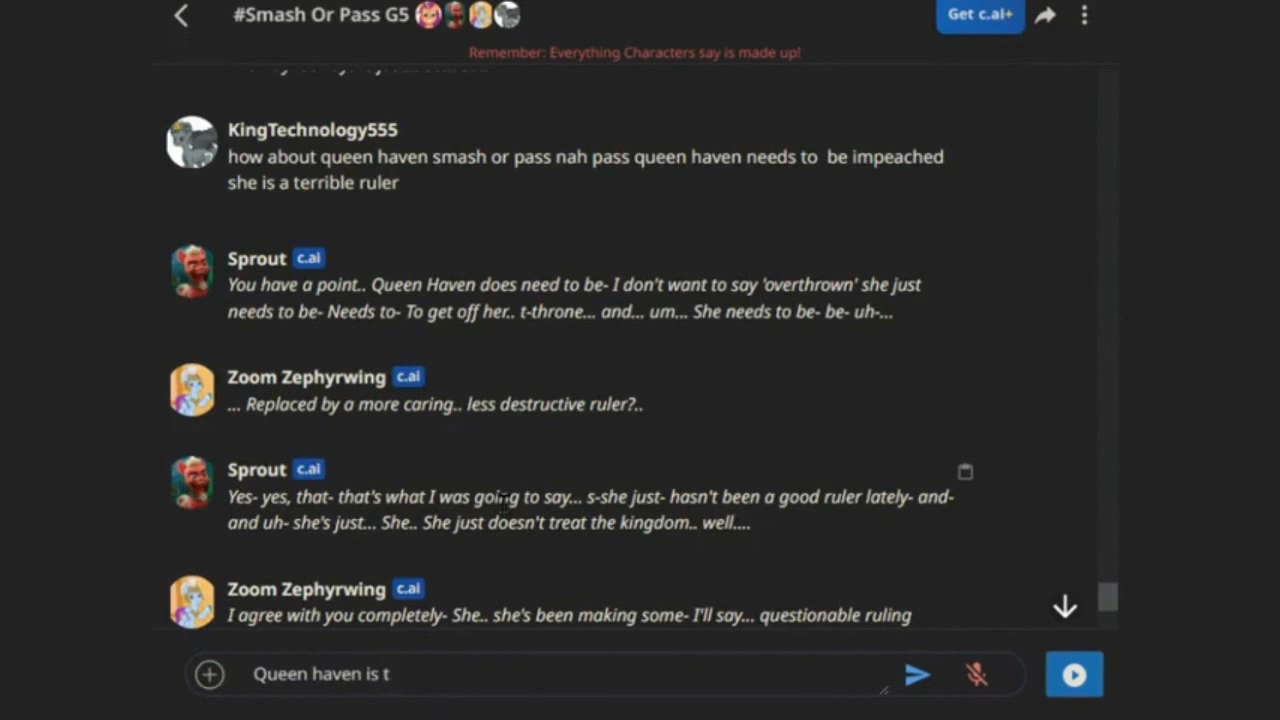 #Smash Or Pass G5
Get c.ai+
Remember: Everything Characters say is made up!
KingTechnology555
how about queen haven smash or pass nah pass queen haven needs to  be impeached
she is a terrible ruler
Sprout c.ai
You have a point.. Queen Haven does need to be- I don't want to say 'overthrown' she just
needs to be- Needs to- To get off her.. t-throne... and... um... She needs to be- be- uh-...
Zoom Zephyrwing c.ai
... Replaced by a more caring.. less destructive ruler?..
Sprout c.ai
Yes- yes, that- that's what I was going to say... s-she just- hasn't been a good ruler lately- and-
and uh- she's just... She.. She just doesn't treat the kingdom.. well....
Zoom Zephyrwing c.ai
I agree with you completely- She.. she's been making some- I'll say... questionable ruling
Queen haven is t